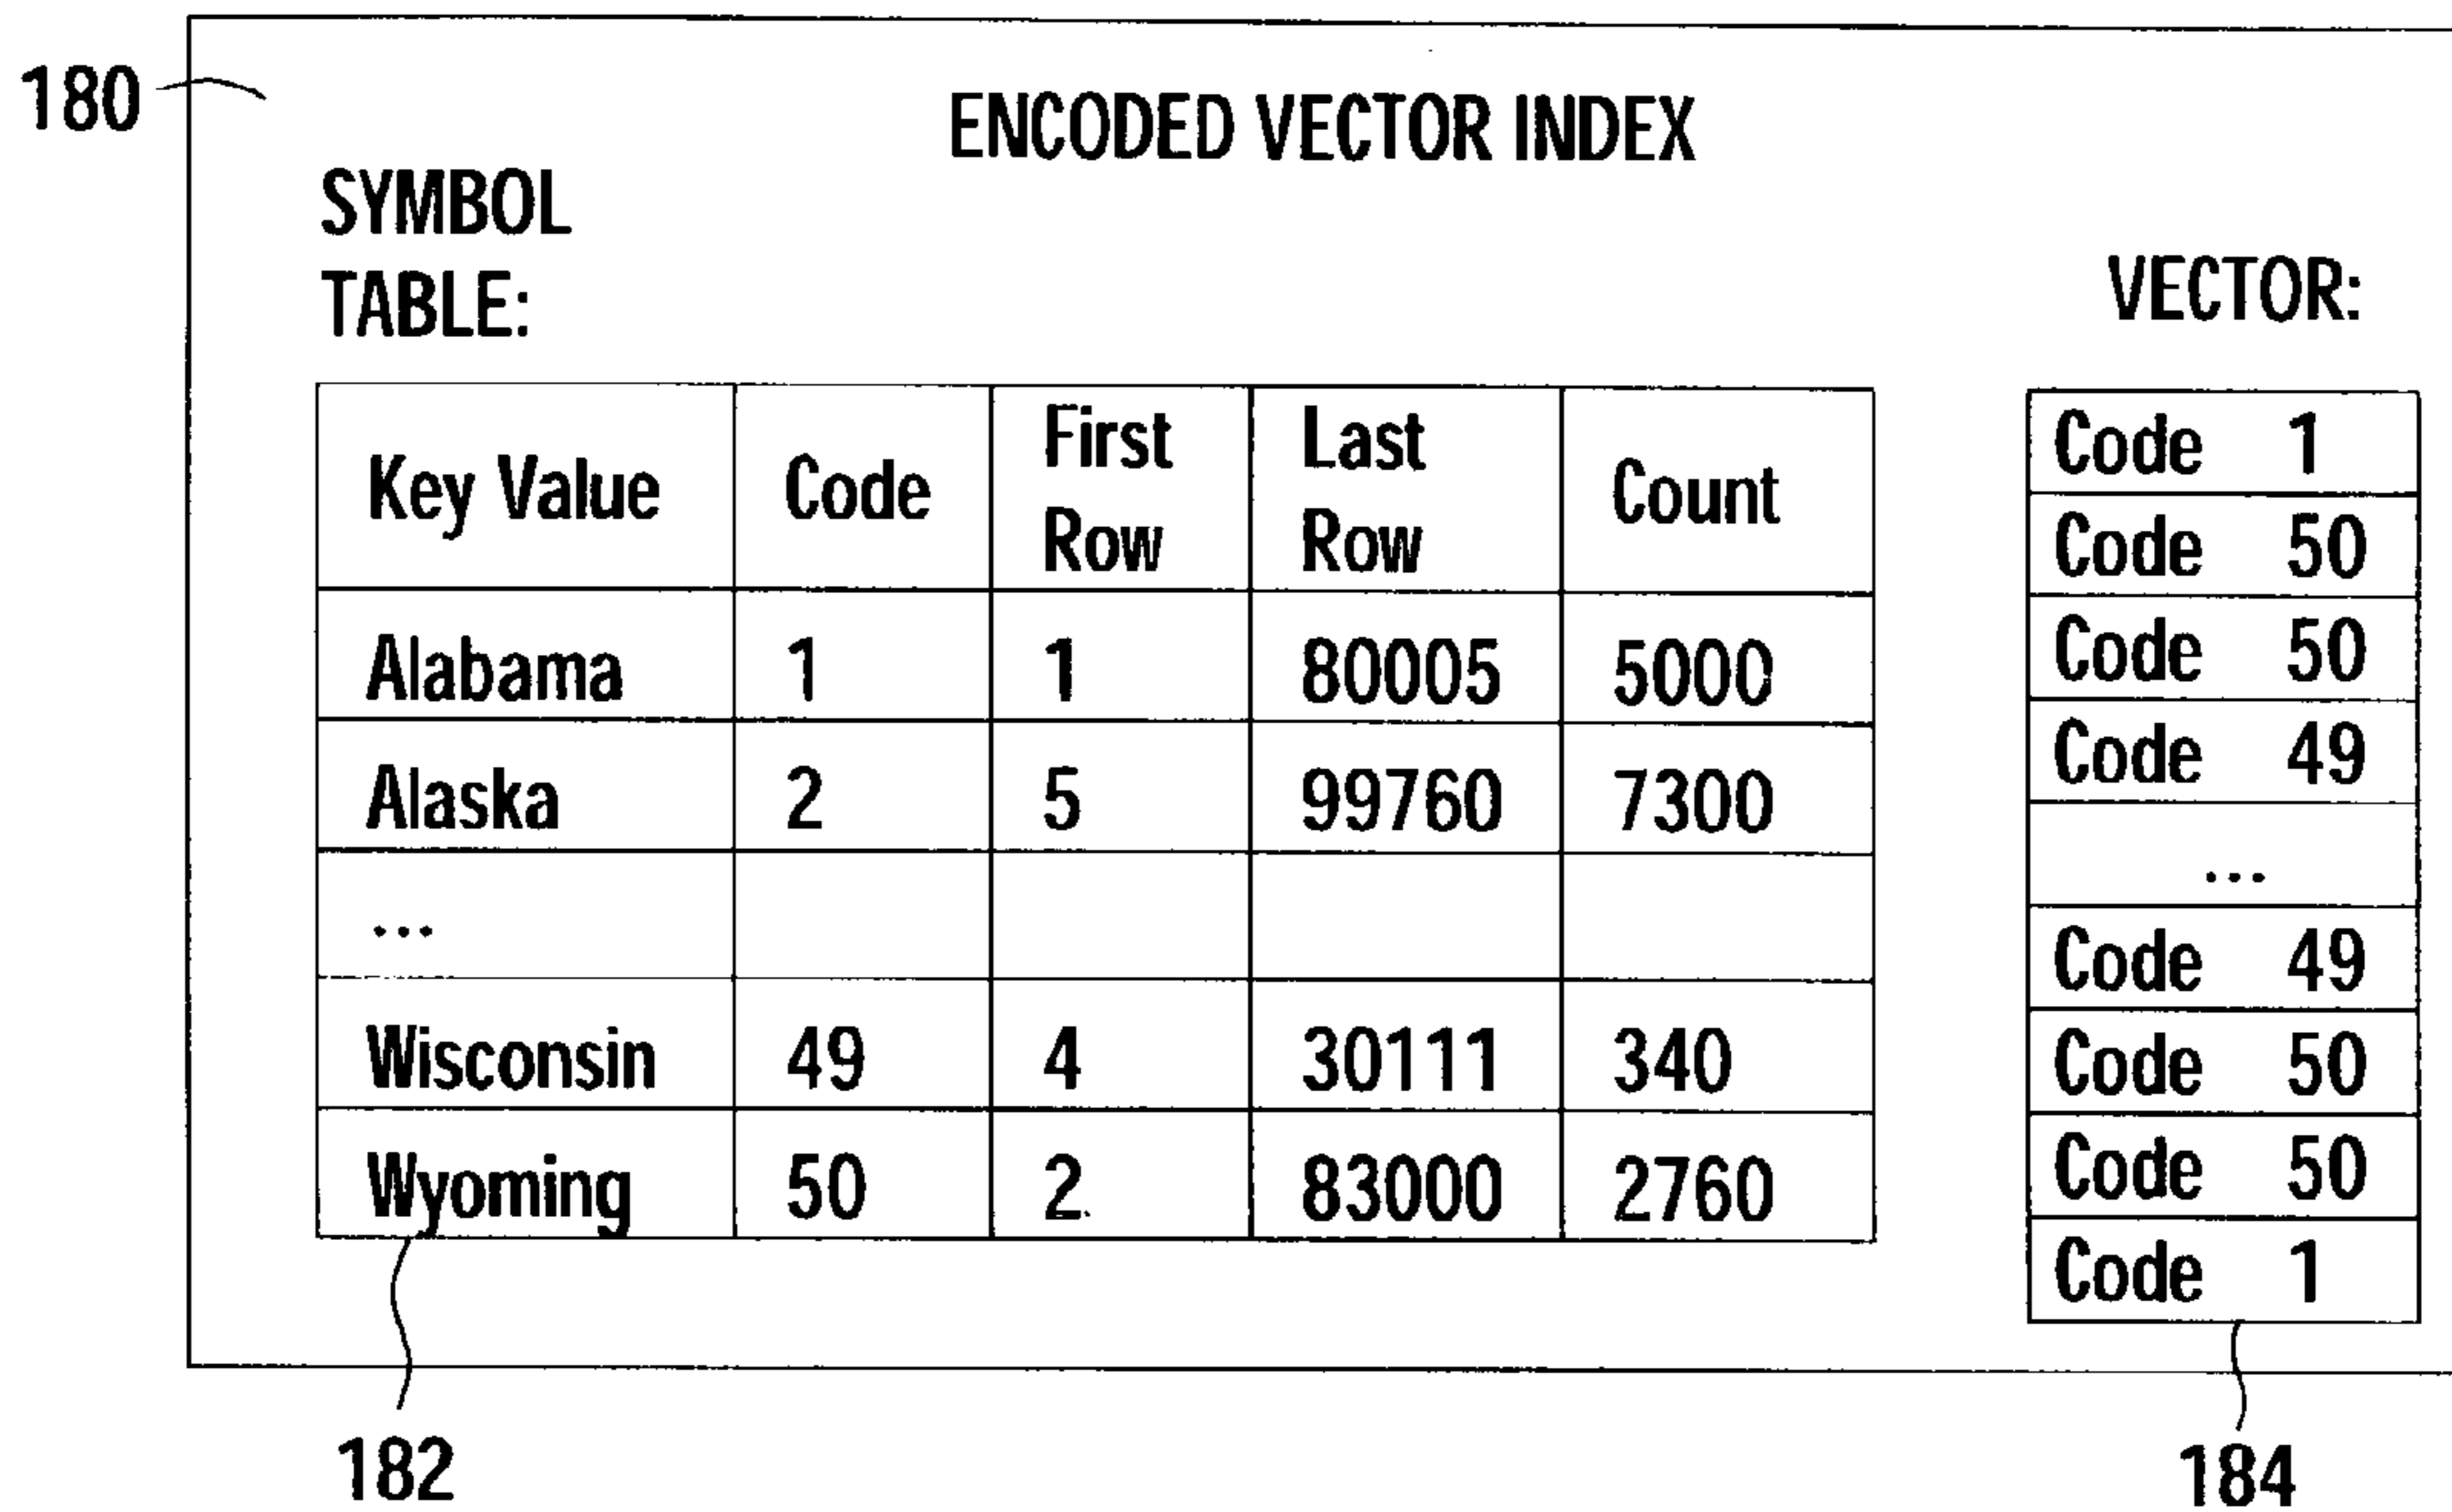 180
ENCODED VECTOR INDEX
SYMBOL
TABLE:
Key Value Code First Row Last Row Count
Alabama 1 1 80005 5000
Alaska 2 5 99760 7300
...
Wisconsin 49 4 30111 340
Wyoming 50 2 83000 2760
182
VECTOR:
Code 1
Code 50
Code 50
Code 49
...
Code 49
Code 50
Code 50
Code 1
184